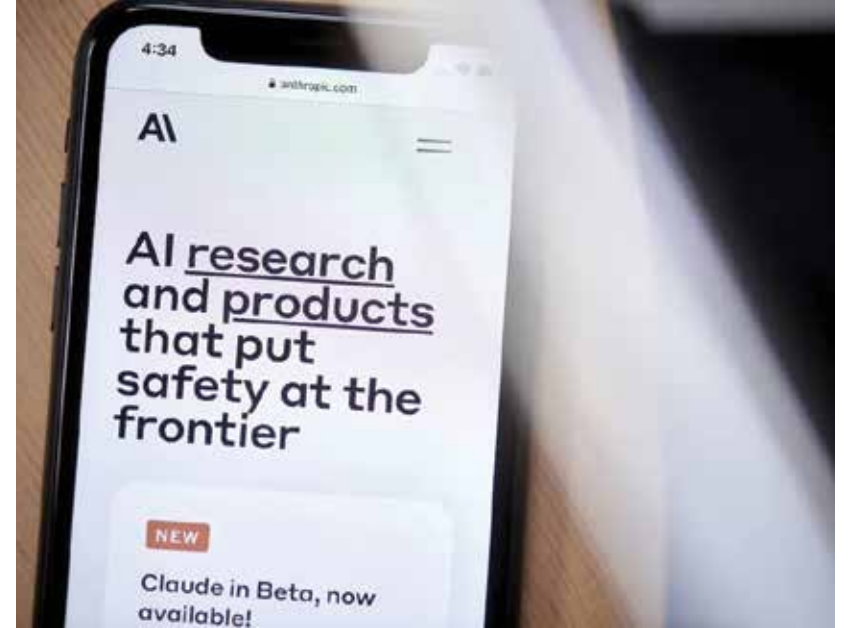 4:34
anthropic.com
A\
AI research
and products
that put
safety at the
frontier
NEW
Claude in Beta, now
available!